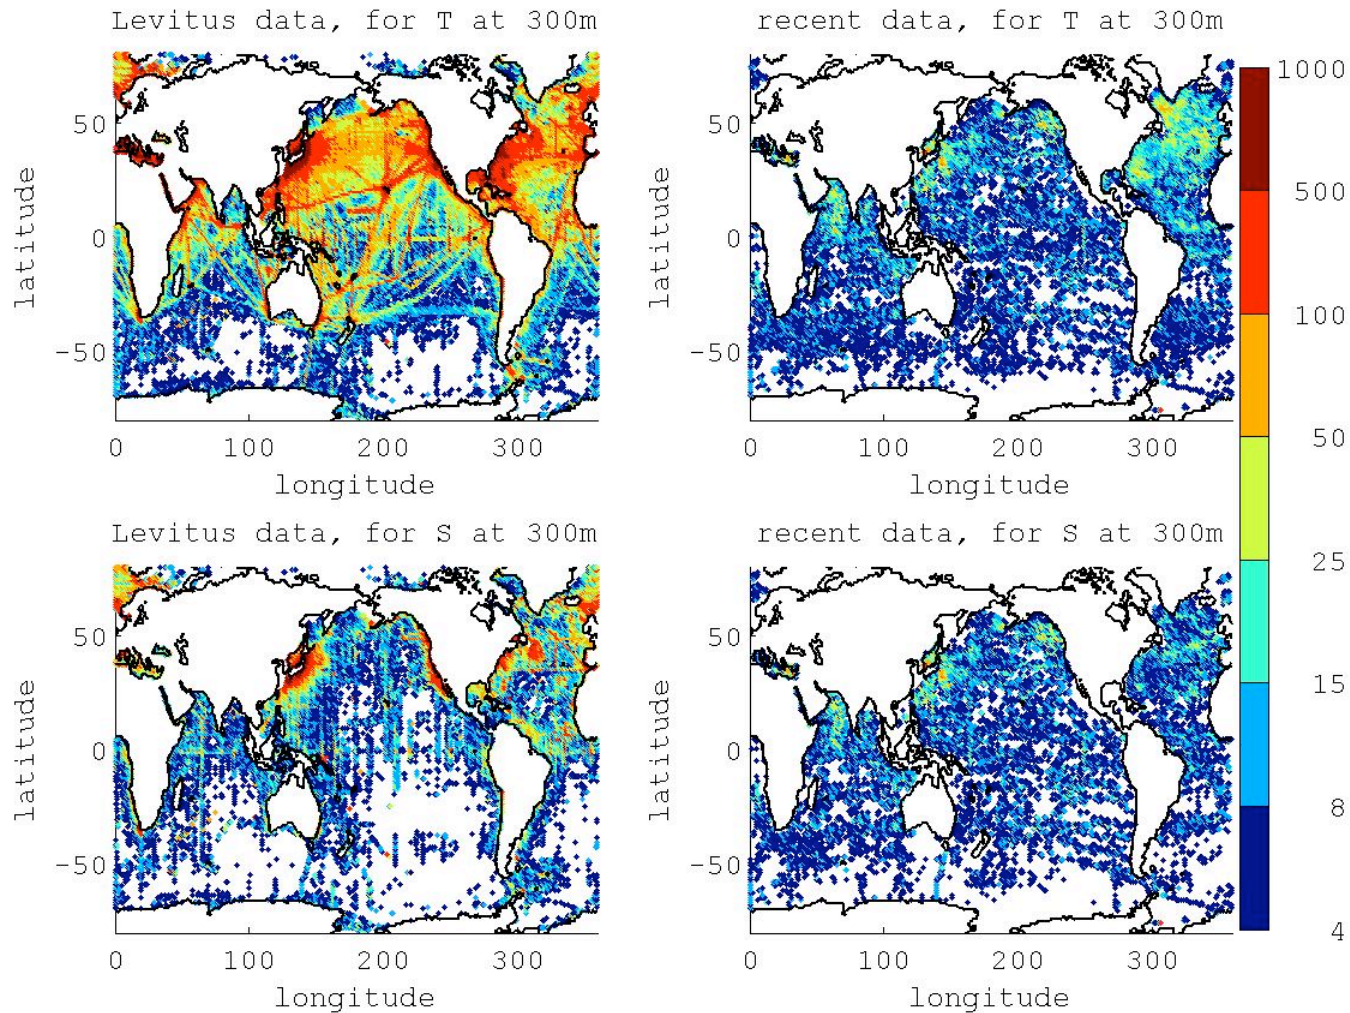 Levitus data, for T at 300m
recent data, for T at 300m
1000
500
100
50
25
15
8
4
latitude
50
0
-50
0 100 200 300
longitude
latitude
50
0
-50
0 100 200 300
longitude
Levitus data, for S at 300m
recent data, for S at 300m
latitude
50
0
-50
0 100 200 300
longitude
latitude
50
0
-50
0 100 200 300
longitude